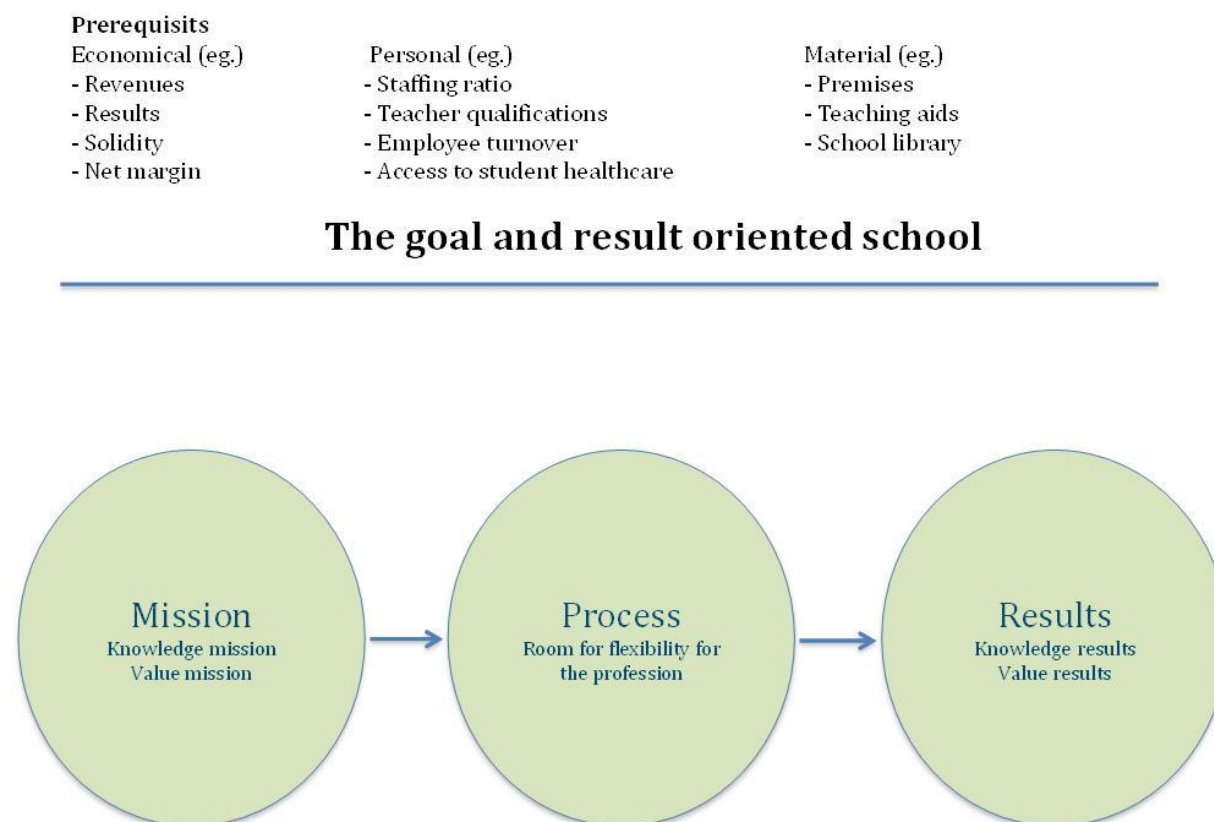 Prerequisits
Economical (eg.)
- Revenues
- Results
- Solidity
- Net margin
Personal (eg.)
- Staffing ratio
- Teacher qualifications
- Employee turnover
- Access to student healthcare
Material (eg.)
- Premises
- Teaching aids
- School library
The goal and result oriented school
Mission
Knowledge mission
Value mission
Process
Room for flexibility for
the profession
Results
Knowledge results
Value results